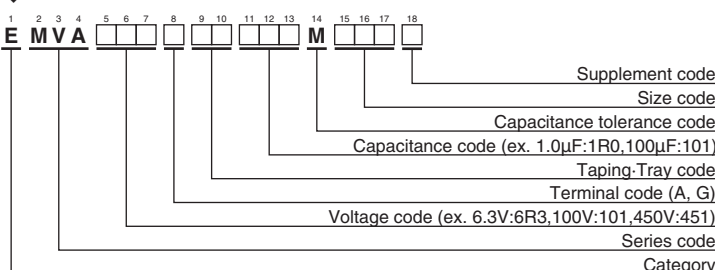 1 2 3 4 5 6 7 8 9 10 11 12 13 14 15 16 17 18
E M V A □□□ □ □□ □□□ M □□□ □
Supplement code
Size code
Capacitance tolerance code
Capacitance code (ex. 1.0μF:1R0,100μF:101)
Taping·Tray code
Terminal code (A, G)
Voltage code (ex. 6.3V:6R3,100V:101,450V:451)
Series code
Category